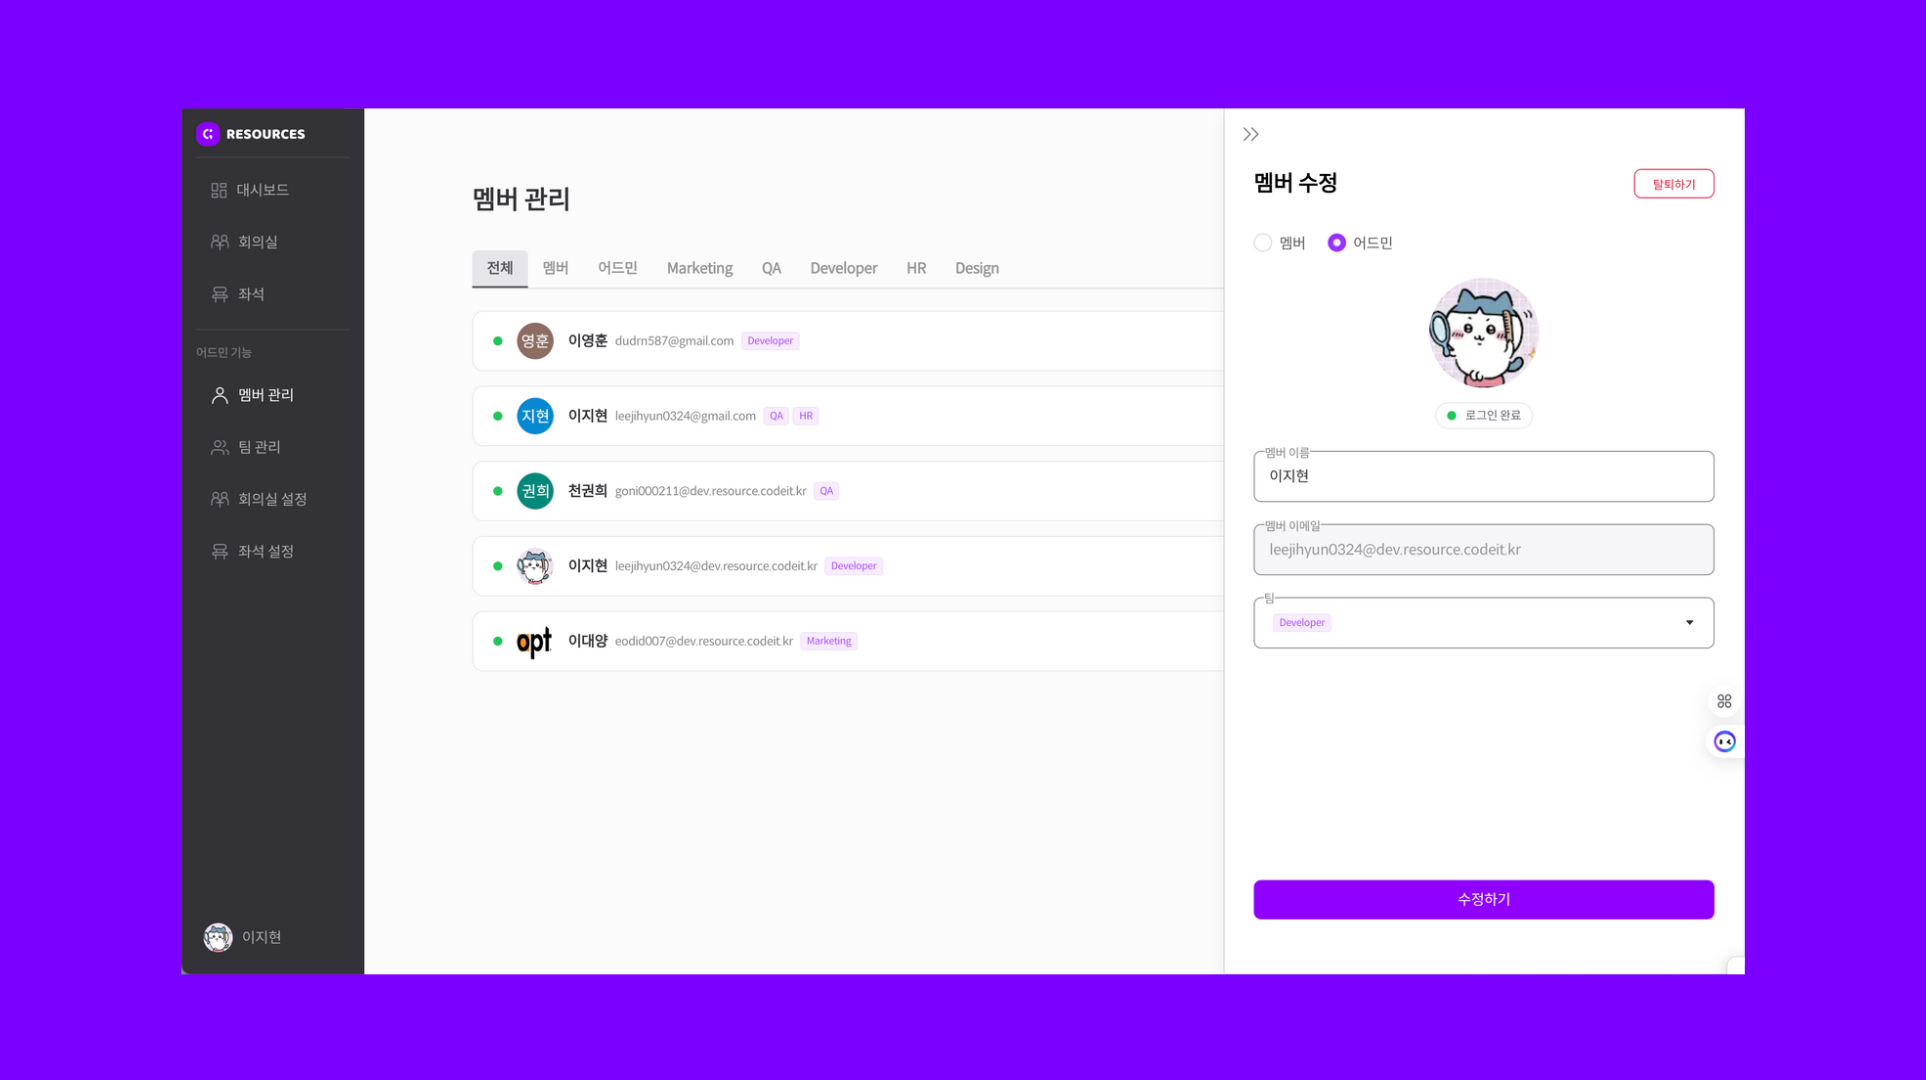 RESOURCES
대시보드
회의실
좌석
어드민 기능
멤버 관리
팀 관리
회의실 설정
좌석 설정
이지현
멤버 관리
전체 멤버 어드민 Marketing QA Developer HR Design
영훈 이영훈 dudrn587@gmail.com Developer
지현 이지현 leejihyun0324@gmail.com QA HR
권희 천권희 goni000211@dev.resource.codeit.kr QA
이지현 leejihyun0324@dev.resource.codeit.kr Developer
opt 이대양 eodid007@dev.resource.codeit.kr Marketing
멤버 수정 탈퇴하기
멤버 어드민
로그인 완료
멤버 이름
이지현
멤버 이메일
leejihyun0324@dev.resource.codeit.kr
팀
Developer
수정하기